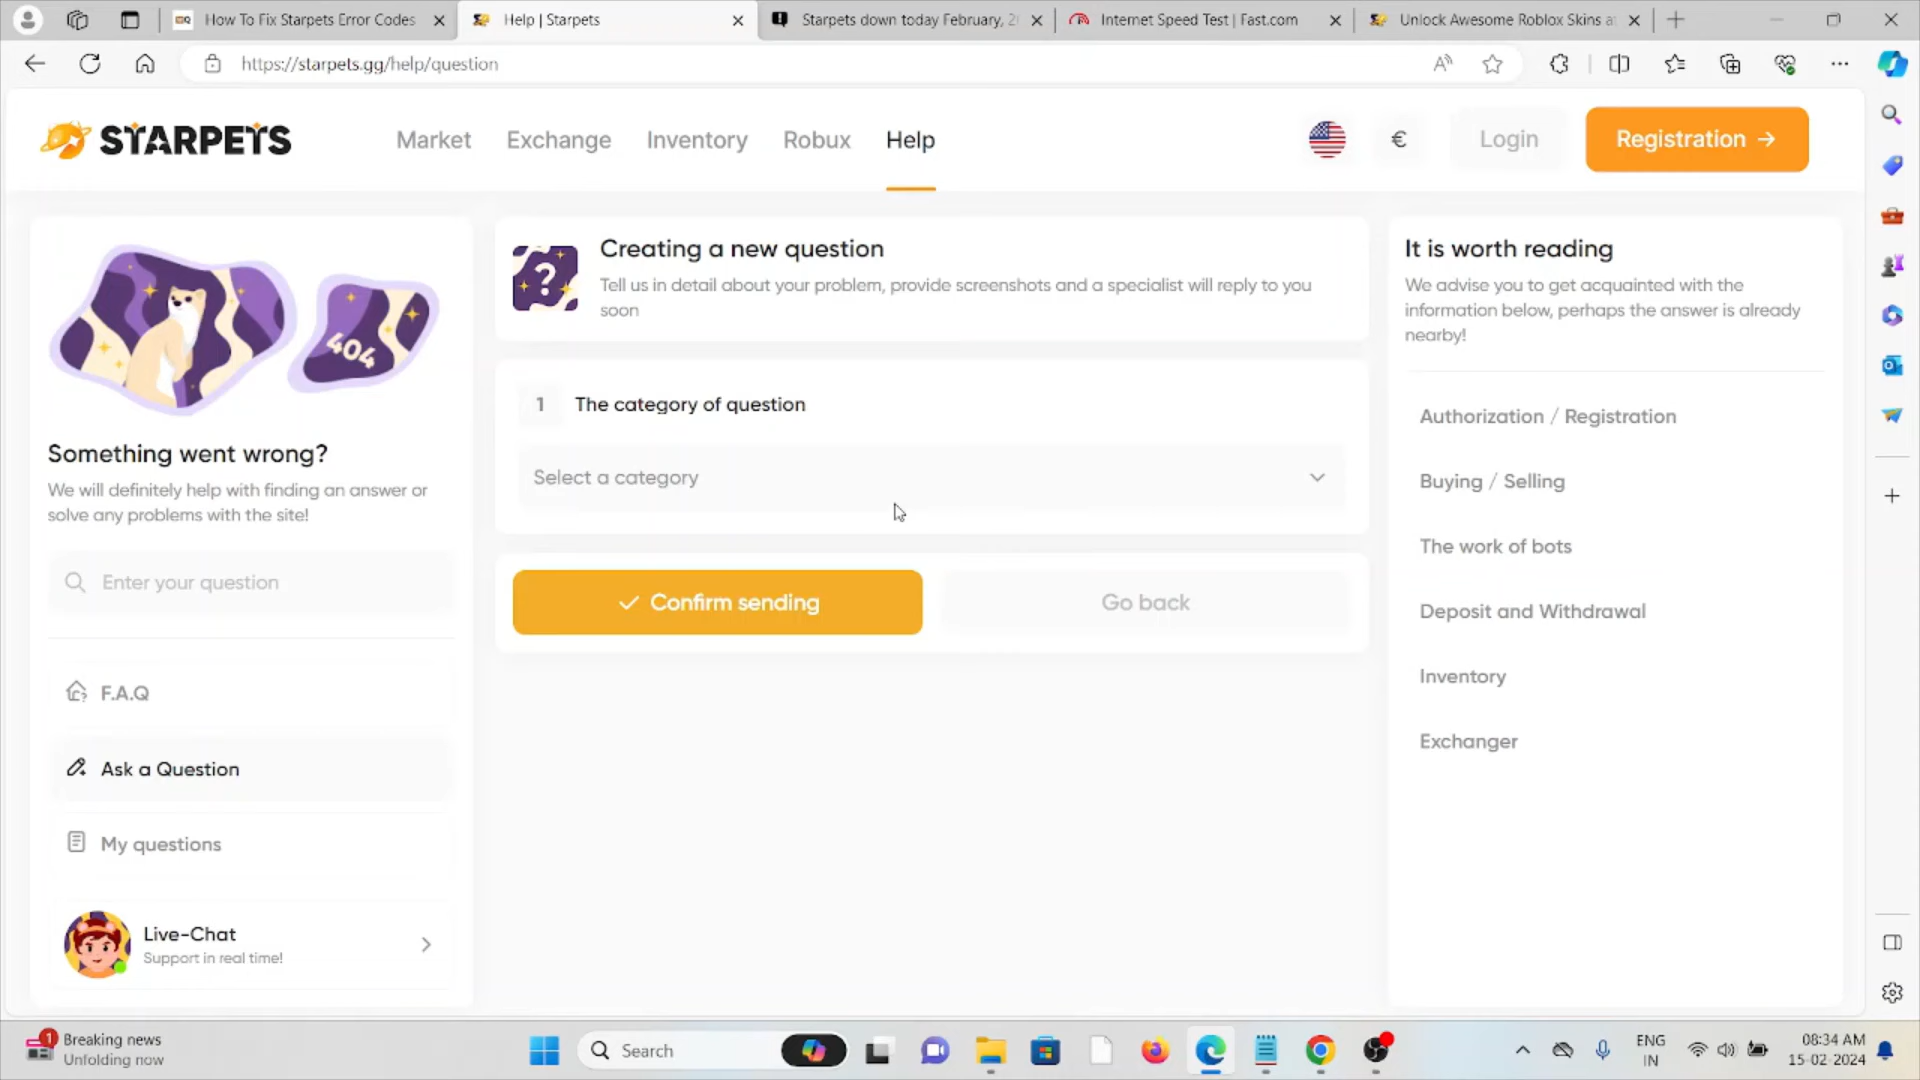 How To Fix Starpets Error Codes
Help | Starpets
Starpets down today February, 2
Internet Speed Test | Fast.com
Unlock Awesome Roblox Skins a
https://starpets.gg/help/question
STARPETS
Market
Exchange
Inventory
Robux
Help
€
Login
Registration →
404
Something went wrong?
We will definitely help with finding an answer or
solve any problems with the site!
Enter your question
F.A.Q
Ask a Question
My questions
Live-Chat
Support in real time!
?
Creating a new question
Tell us in detail about your problem, provide screenshots and a specialist will reply to you
soon
1 The category of question
Select a category
Confirm sending
Go back
It is worth reading
We advise you to get acquainted with the
information below, perhaps the answer is already
nearby!
Authorization / Registration
Buying / Selling
The work of bots
Deposit and Withdrawal
Inventory
Exchanger
1
Breaking news
Unfolding now
Search
ENG
IN
08:34 AM
15-02-2024